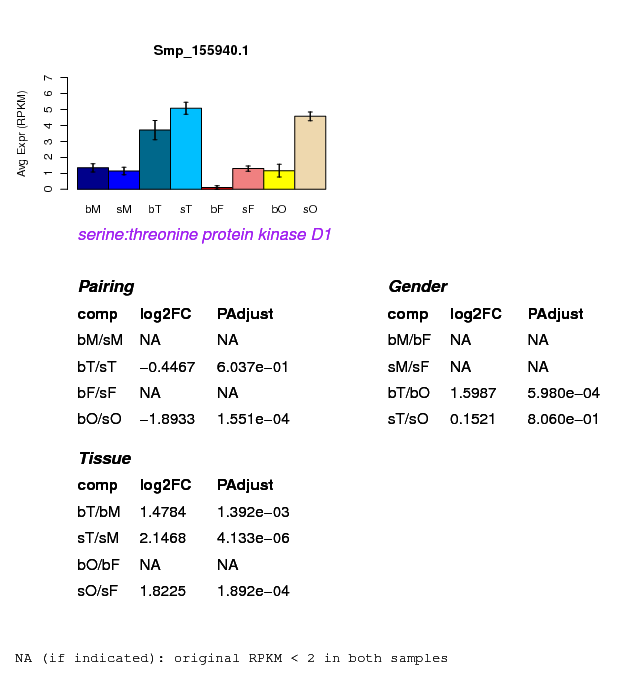 Smp_155940.1
Avg Expr (RPKM)
0 1 2 3 4 5 6 7
bM sM bT sT bF sF bO sO
serine:threonine protein kinase D1
Pairing
comp log2FC PAdjust
bM/sM NA NA
bT/sT −0.4467 6.037e−01
bF/sF NA NA
bO/sO −1.8933 1.551e−04
Gender
comp log2FC PAdjust
bM/bF NA NA
sM/sF NA NA
bT/bO 1.5987 5.980e−04
sT/sO 0.1521 8.060e−01
Tissue
comp log2FC PAdjust
bT/bM 1.4784 1.392e−03
sT/sM 2.1468 4.133e−06
bO/bF NA NA
sO/sF 1.8225 1.892e−04
NA (if indicated): original RPKM < 2 in both samples